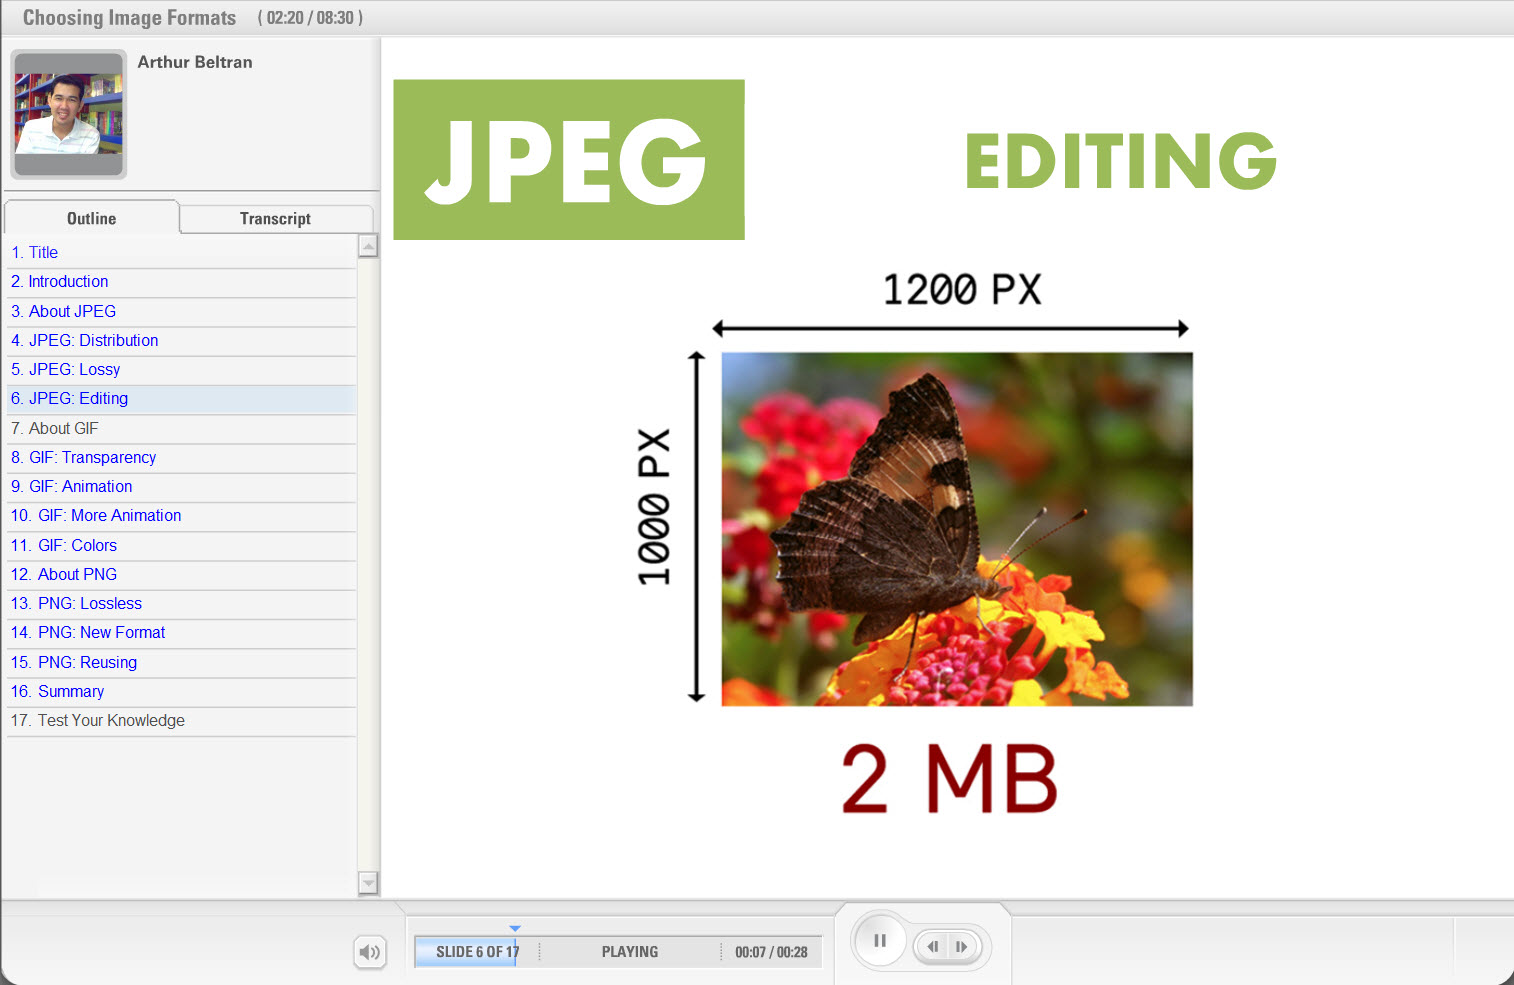 Choosing Image Formats ( 02:20 / 08:30 )
Arthur Beltran
Outline Transcript
1. Title
2. Introduction
3. About JPEG
4. JPEG: Distribution
5. JPEG: Lossy
6. JPEG: Editing
7. About GIF
8. GIF: Transparency
9. GIF: Animation
10. GIF: More Animation
11. GIF: Colors
12. About PNG
13. PNG: Lossless
14. PNG: New Format
15. PNG: Reusing
16. Summary
17. Test Your Knowledge
JPEG
EDITING
1200 PX
1000 PX
2 MB
SLIDE 6 OF 17 PLAYING 00:07 / 00:28